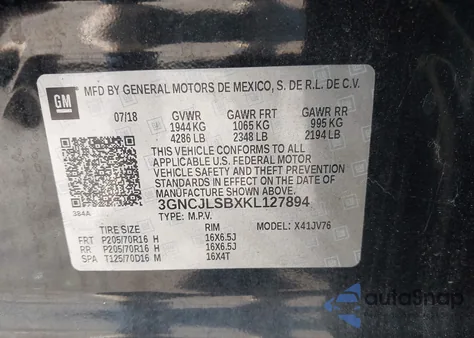 GM
MFD BY GENERAL MOTORS DE MEXICO, S. DE R.L. DE C.V.
07/18 GVWR GAWR FRT GAWR RR
1944 KG 1065 KG 995 KG
4286 LB 2348 LB 2194 LB
THIS VEHICLE CONFORMS TO ALL
APPLICABLE U.S. FEDERAL MOTOR
VEHICLE SAFETY AND THEFT
PREVENTION STANDARDS IN EFFECT
ON THE DATE OF
MANUFACTURE SHOWN ABOVE.
384A
3GNCJLSBXKL127894
TYPE: M.P.V. MODEL: X41JV76
TIRE SIZE RIM
FRT P205/70R16 H 16X6.5J
RR P205/70R16 H 16X6.5J
SPA T125/70D16 M 16X4T
AutoSnap